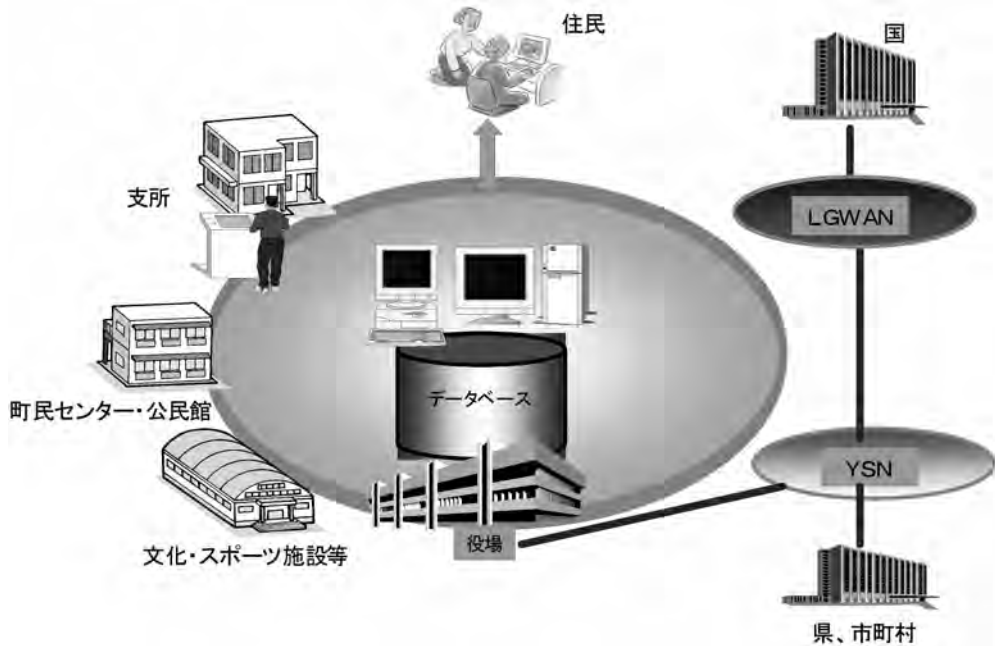 住民
国
支所
LGWAN
町民センター・公民館
データベース
YSN
文化・スポーツ施設等
役場
県、市町村